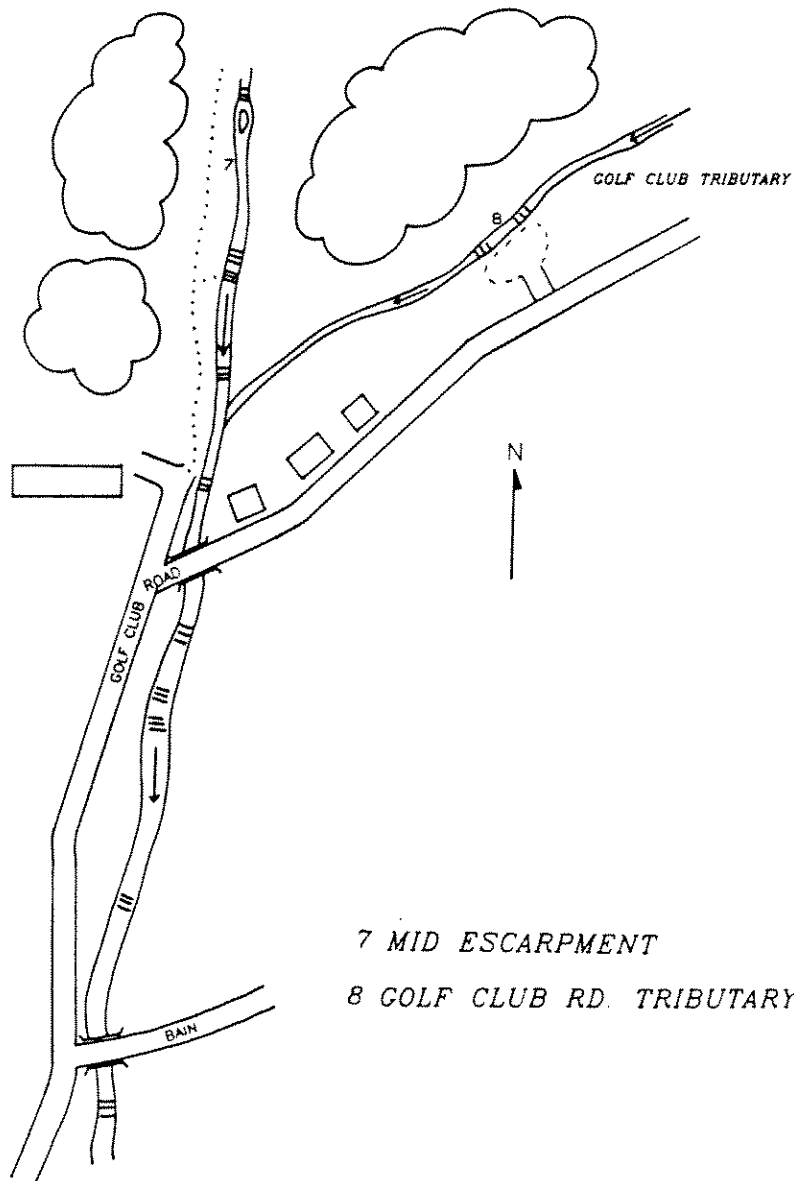 7
GOLF CLUB TRIBUTARY
8
N
GOLF CLUB ROAD
7 MID ESCARPMENT
8 GOLF CLUB RD. TRIBUTARY
BAIN